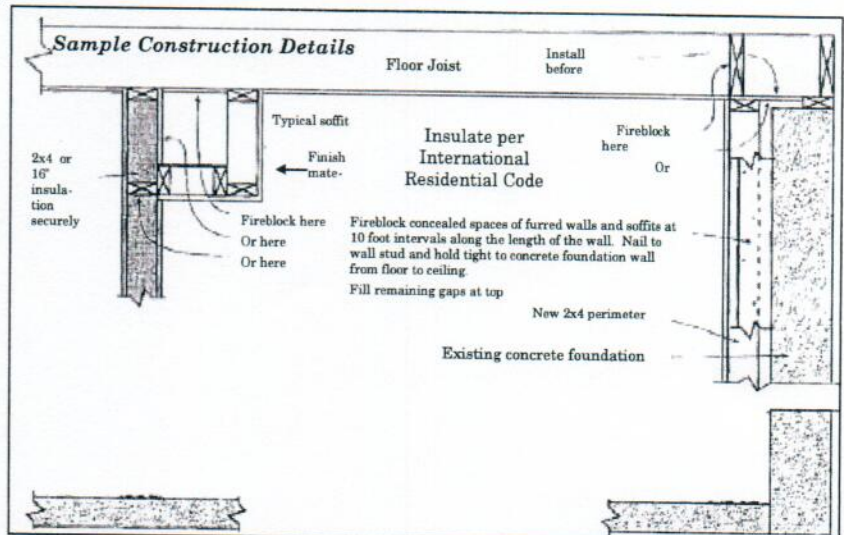 Sample Construction Details
Floor Joist
Install
before
Typical soffit
Finish
mate-
2x4 or
16"
insula-
tion
securely
Insulate per
International
Residential Code
Fireblock
here
Or
Fireblock here
Or here
Or here
Fireblock concealed spaces of furred walls and soffits at
10 foot intervals along the length of the wall. Nail to
wall stud and hold tight to concrete foundation wall
from floor to ceiling.
Fill remaining gaps at top
New 2x4 perimeter
Existing concrete foundation